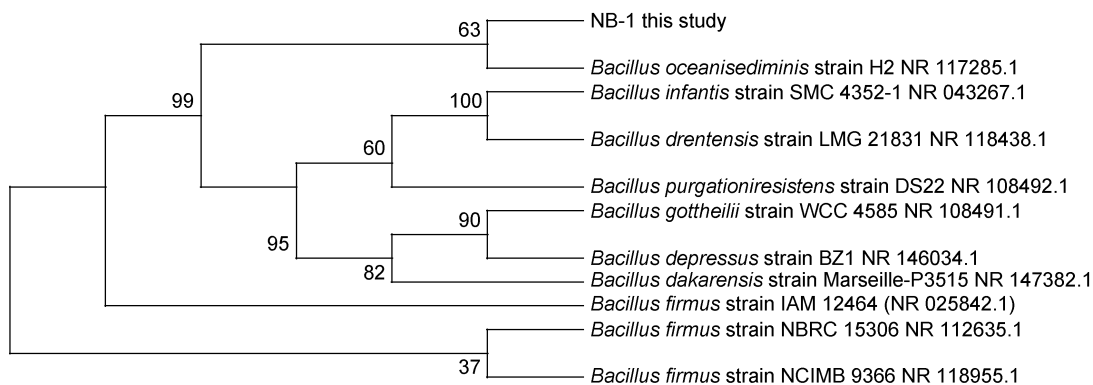 NB-1 this study
63
Bacillus oceanisediminis strain H2 NR 117285.1
Bacillus infantis strain SMC 4352-1 NR 043267.1
100
99
Bacillus drentensis strain LMG 21831 NR 118438.1
60
Bacillus purgationiresistens strain DS22 NR 108492.1
Bacillus gottheilii strain WCC 4585 NR 108491.1
90
95
Bacillus depressus strain BZ1 NR 146034.1
82
Bacillus dakarensis strain Marseille-P3515 NR 147382.1
Bacillus firmus strain IAM 12464 (NR 025842.1)
Bacillus firmus strain NBRC 15306 NR 112635.1
37
Bacillus firmus strain NCIMB 9366 NR 118955.1